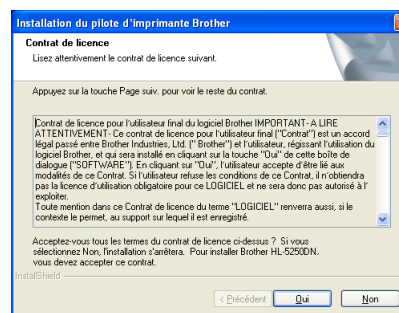 Installation du pilote d'imprimante Brother
Contrat de licence
Lisez attentivement le contrat de licence suivant.
Appuyez sur la touche Page suiv. pour voir le reste du contrat.
Contrat de licence pour l'utilisateur final du logiciel Brother IMPORTANT- A LIRE
ATTENTIVEMENT- Ce contrat de licence pour l'utilisateur final ("Contrat") est un accord
légal passé entre Brother Industries, Ltd. (" Brother") et l'utilisateur, régissant l'utilisation du
logiciel Brother, et qui sera installé en cliquant sur la touche "Oui" de cette boîte de
dialogue ("SOFTWARE"). En cliquant sur "Oui", l'utilisateur accepte d'être lié aux
modalités de ce Contrat. Si l'utilisateur refuse les conditions de ce Contrat, il n'obtiendra
pas la licence d'utilisation obligatoire pour ce LOGICIEL et ne sera donc pas autorisé à l'
exploiter.
Toute mention dans ce Contrat de licence du terme "LOGICIEL" renverra aussi, si le
contexte le permet, au support sur lequel il est enregistré.
Acceptez-vous tous les termes du contrat de licence ci-dessus ? Si vous
sélectionnez Non, l'installation s'arrêtera. Pour installer Brother HL-5250DN,
vous devez accepter ce contrat.
InstallShield
< Précédent Oui Non